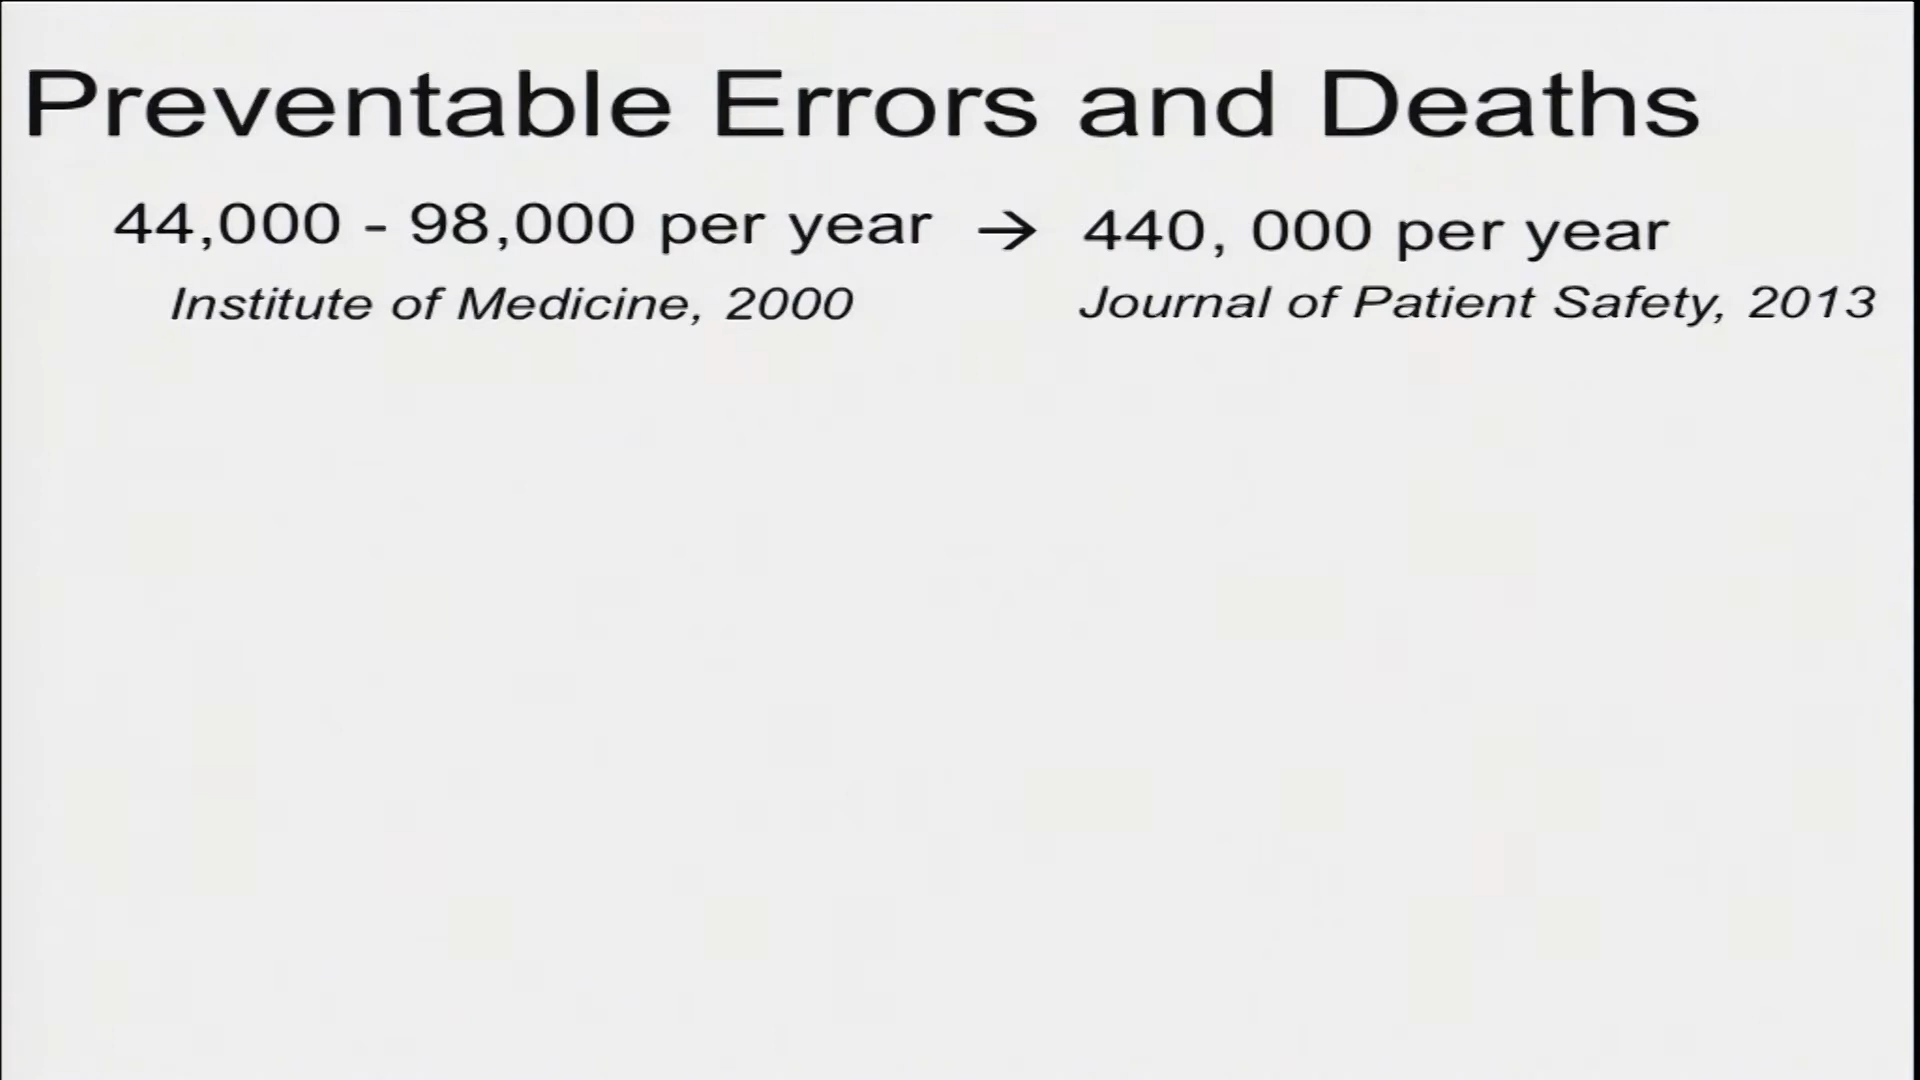 Preventable Errors and Deaths
44,000 - 98,000 per year → 440, 000 per year
Institute of Medicine, 2000 Journal of Patient Safety, 2013